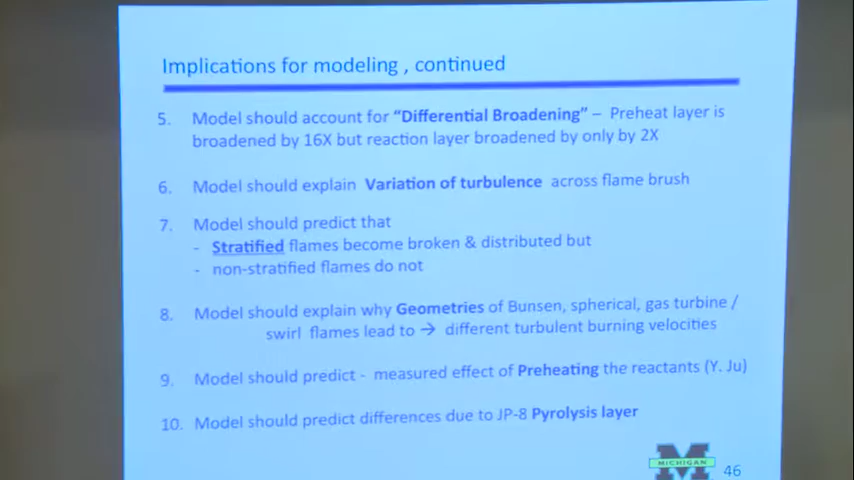 Implications for modeling , continued
5. Model should account for “Differential Broadening” – Preheat layer is
broadened by 16X but reaction layer broadened by only by 2X
6. Model should explain Variation of turbulence across flame brush
7. Model should predict that
- Stratified flames become broken & distributed but
- non-stratified flames do not
8. Model should explain why Geometries of Bunsen, spherical, gas turbine /
swirl flames lead to → different turbulent burning velocities
9. Model should predict - measured effect of Preheating the reactants (Y. Ju)
10. Model should predict differences due to JP-8 Pyrolysis layer
M
MICHIGAN
46